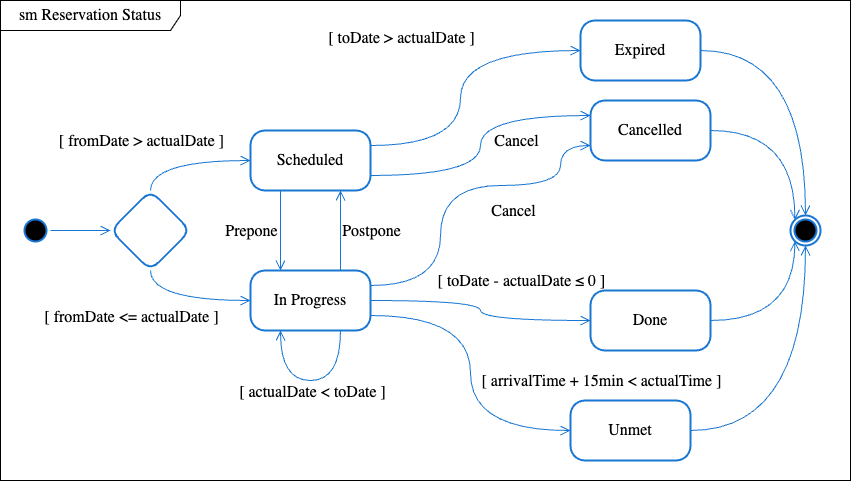 sm Reservation Status
[ toDate > actualDate ]
Expired
[ fromDate > actualDate ]
Scheduled
Cancel
Cancelled
Prepone
Postpone
Cancel
[ fromDate <= actualDate ]
In Progress
[ toDate - actualDate ≤ 0 ]
Done
[ actualDate < toDate ]
[ arrivalTime + 15min < actualTime ]
Unmet